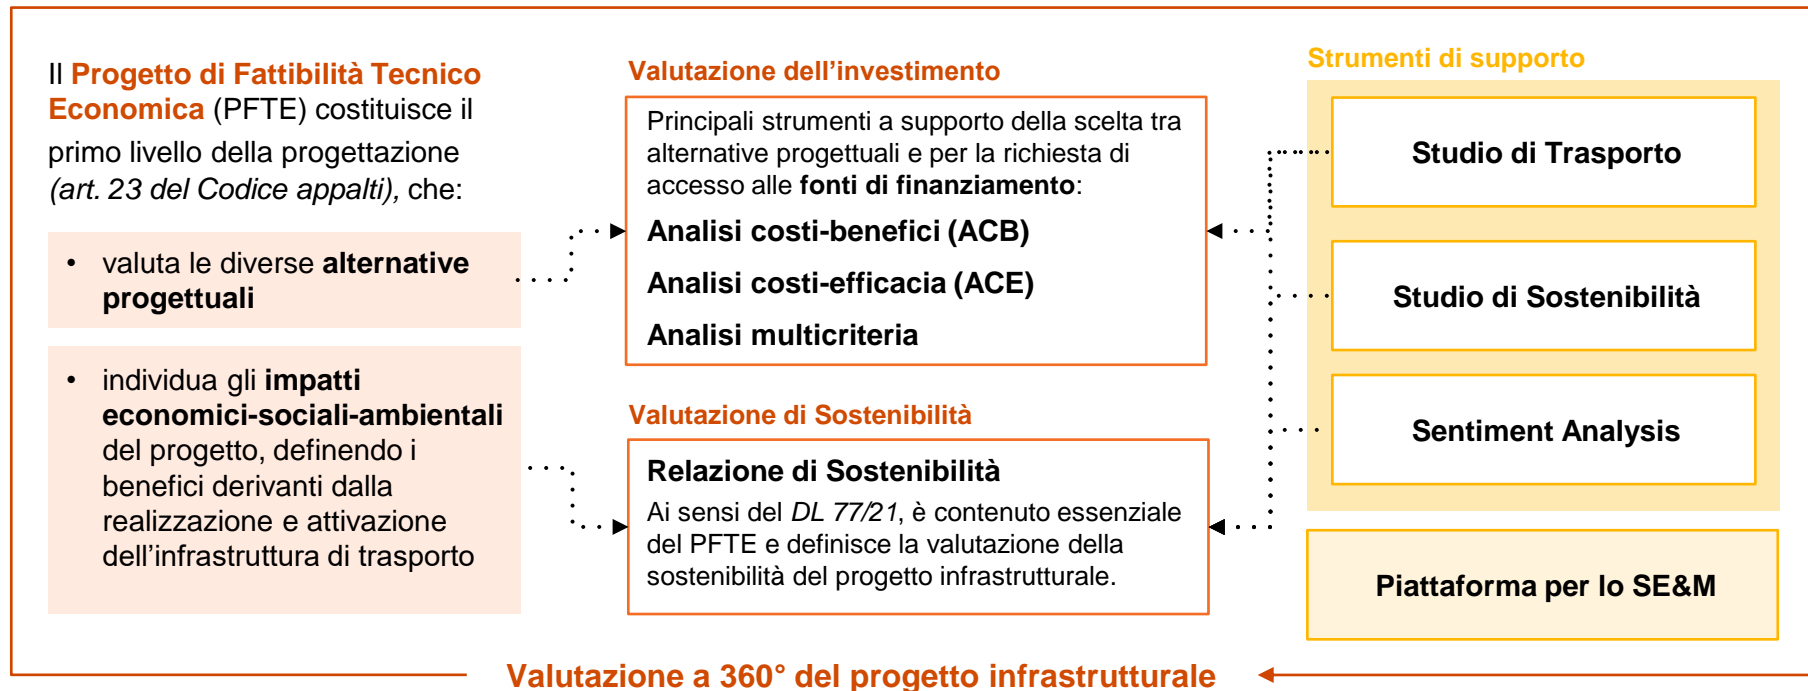 Il Progetto di Fattibilità Tecnico
Economica (PFTE) costituisce il
primo livello della progettazione
(art. 23 del Codice appalti), che:
• valuta le diverse alternative
progettuali
• individua gli impatti
economici-sociali-ambientali
del progetto, definendo i
benefici derivanti dalla
realizzazione e attivazione
dell’infrastruttura di trasporto
Valutazione dell’investimento
Principali strumenti a supporto della scelta tra
alternative progettuali e per la richiesta di
accesso alle fonti di finanziamento:
Analisi costi-benefici (ACB)
Analisi costi-efficacia (ACE)
Analisi multicriteria
Valutazione di Sostenibilità
Relazione di Sostenibilità
Ai sensi del DL 77/21, è contenuto essenziale
del PFTE e definisce la valutazione della
sostenibilità del progetto infrastrutturale.
Strumenti di supporto
Studio di Trasporto
Studio di Sostenibilità
Sentiment Analysis
Piattaforma per lo SE&M
Valutazione a 360° del progetto infrastrutturale